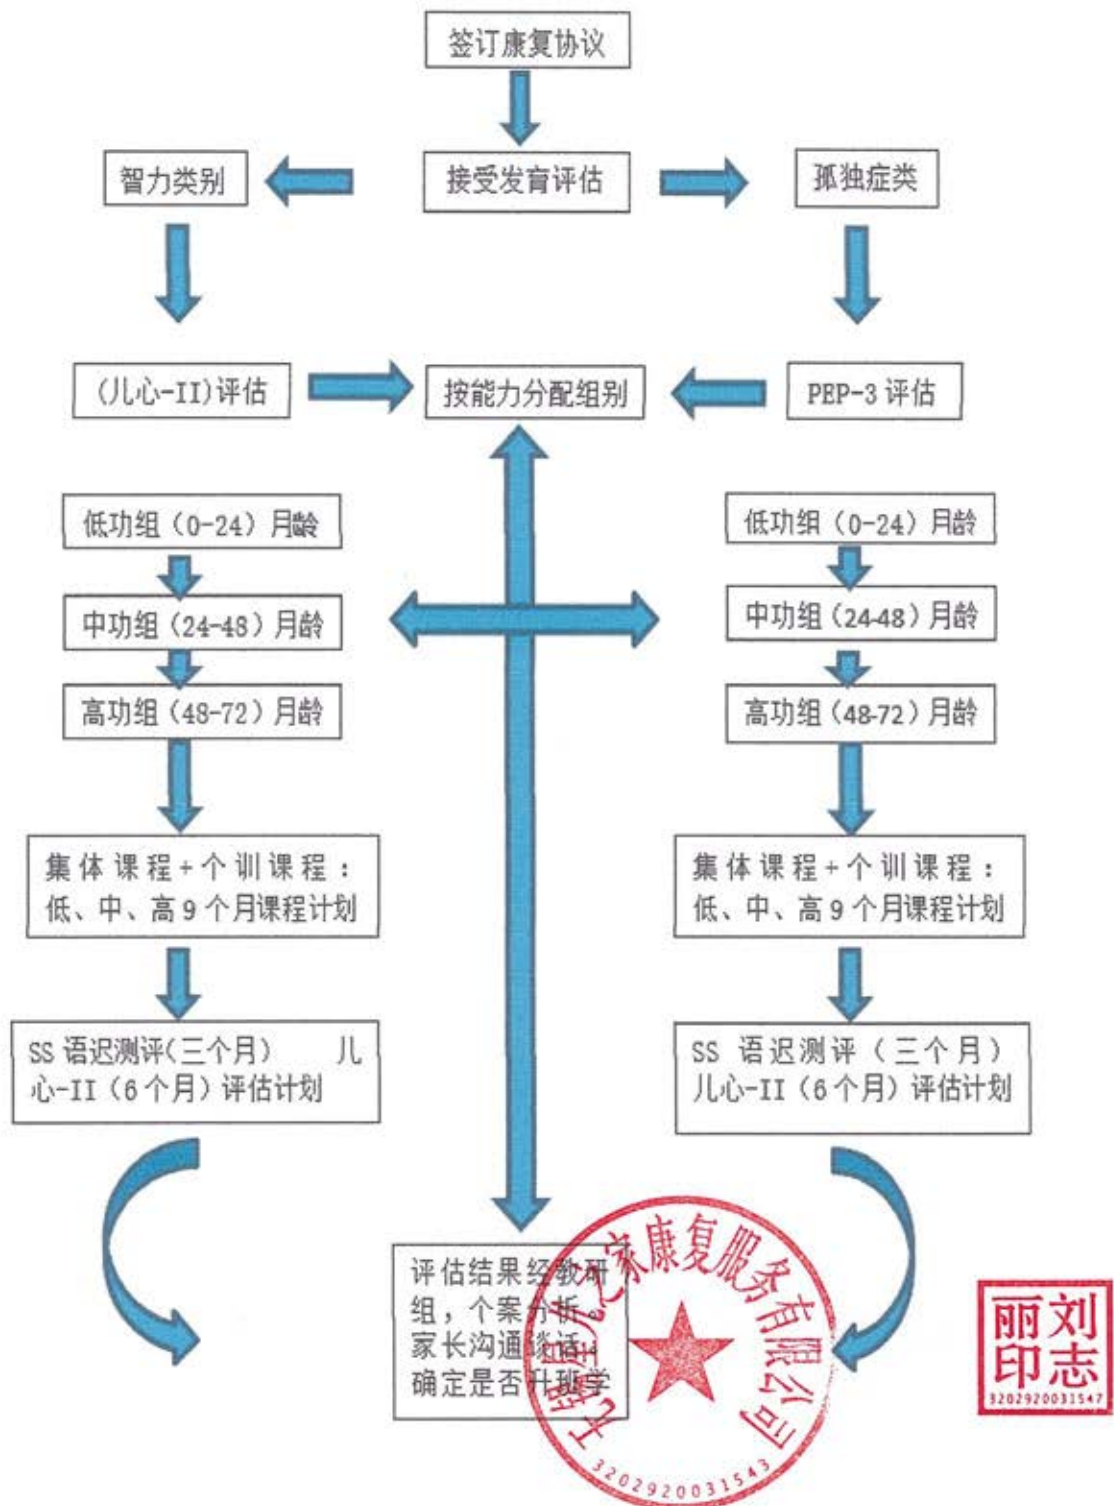 签订康复协议
智力类别
接受发育评估
孤独症类
(儿心-II)评估
按能力分配组别
PEP-3 评估
低功组（0-24）月龄
中功组（24-48）月龄
高功组（48-72）月龄
集体课程+个训课程：
低、中、高 9 个月课程计划
SS 语迟测评(三个月) 儿
心-II（6 个月）评估计划
低功组（0-24）月龄
中功组（24-48）月龄
高功组（48-72）月龄
集体课程+个训课程：
低、中、高 9 个月课程计划
SS 语迟测评（三个月）
儿心-II（6 个月）评估计划
评估结果经教研
组，个案分析。
家长沟通谈话。
确定是否升班学
儿之家康复服务有限公司
3202920031543
刘志
丽印
3202920031547